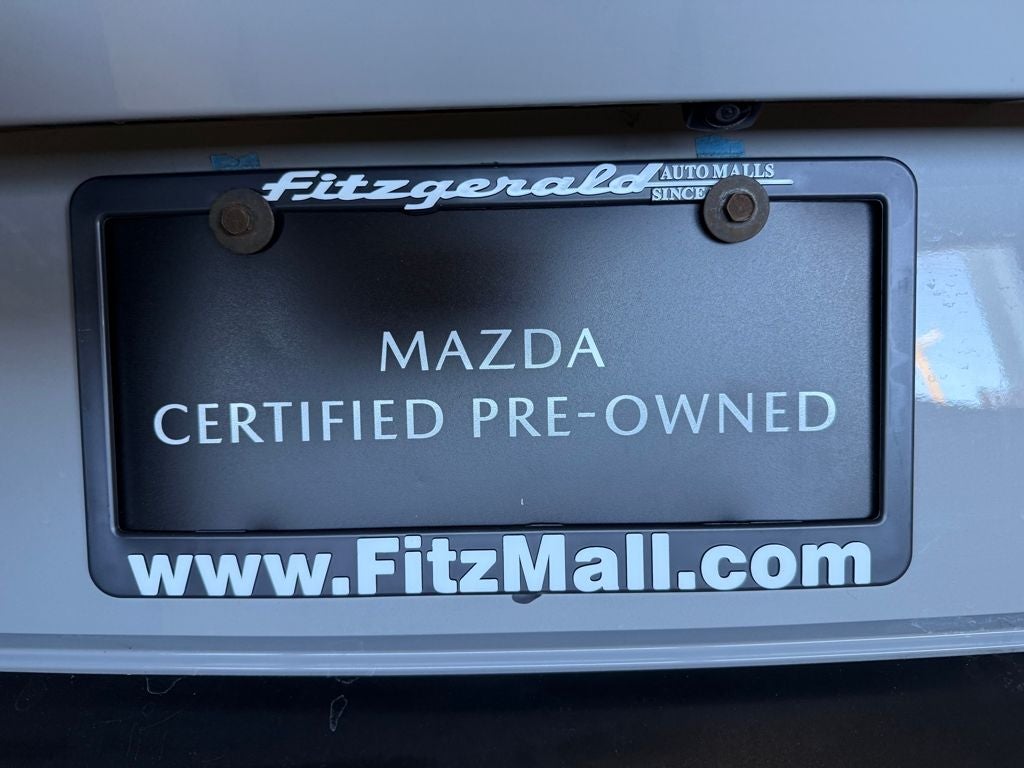 Fitzgerald AUTO MALLS
SINCE
MAZDA
CERTIFIED PRE-OWNED
www.FitzMall.com